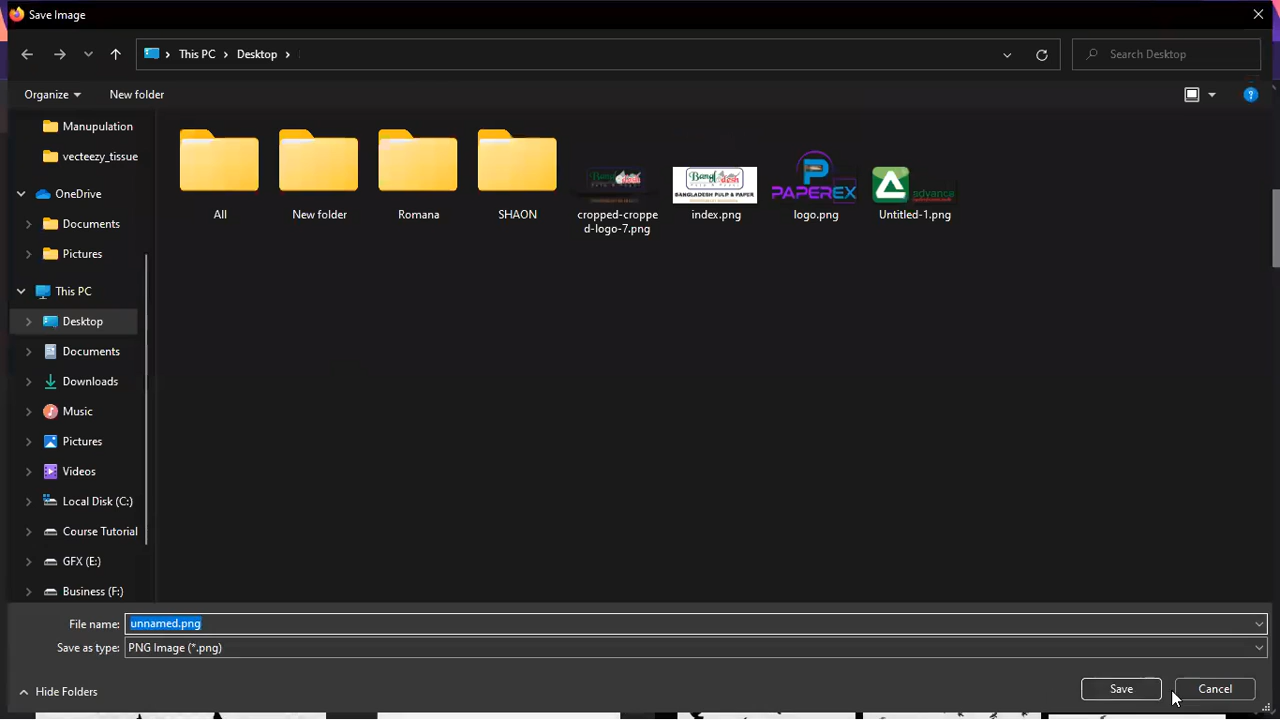 Save Image
This PC
Desktop
Search Desktop
Organize
New folder
Manupulation
vecteezy_tissue
OneDrive
Documents
Pictures
This PC
Desktop
Documents
Downloads
Music
Pictures
Videos
Local Disk (C:)
Course Tutorial
GFX (E:)
Business (F:)
All
New folder
Romana
SHAON
cropped-croppe
d-logo-7.png
BANGLADESH PULP & PAPER
index.png
PAPEREX
logo.png
advance
Untitled-1.png
File name:
unnamed.png
Save as type:
PNG Image (*.png)
Hide Folders
Save
Cancel